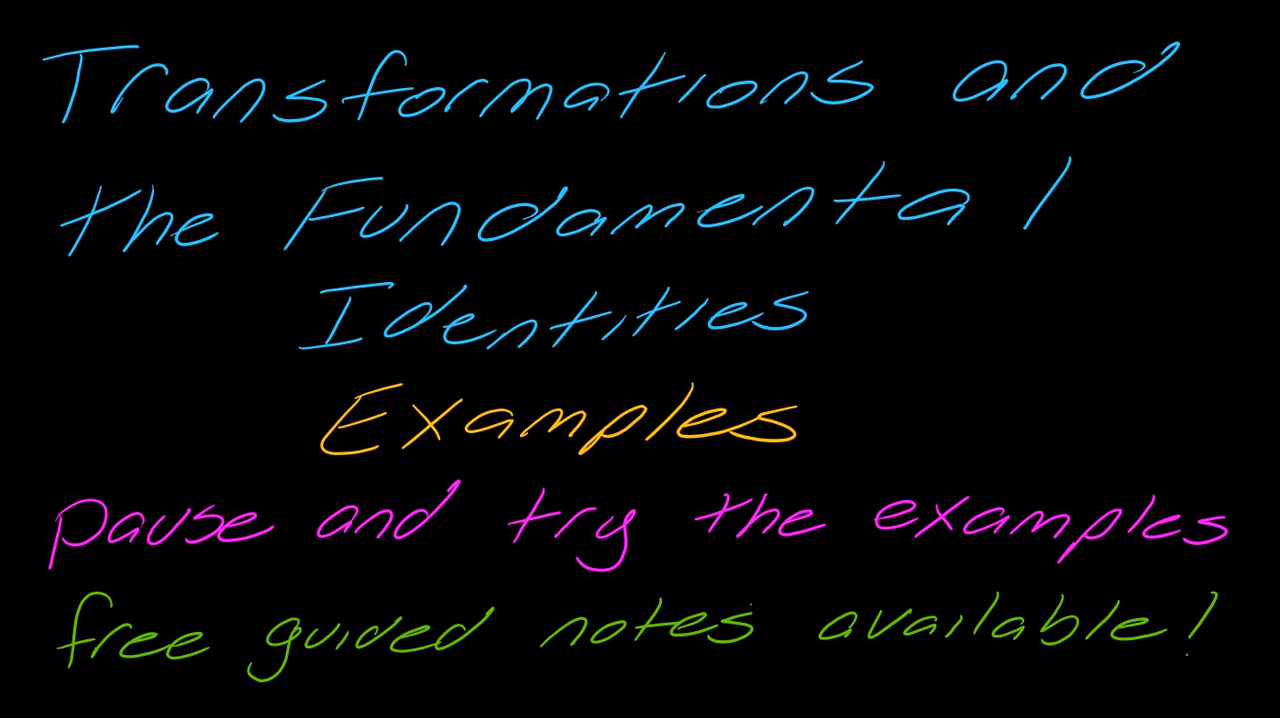 Transformations and
the Fundamental
Identities
Examples
pause and try the examples
free guided notes available!